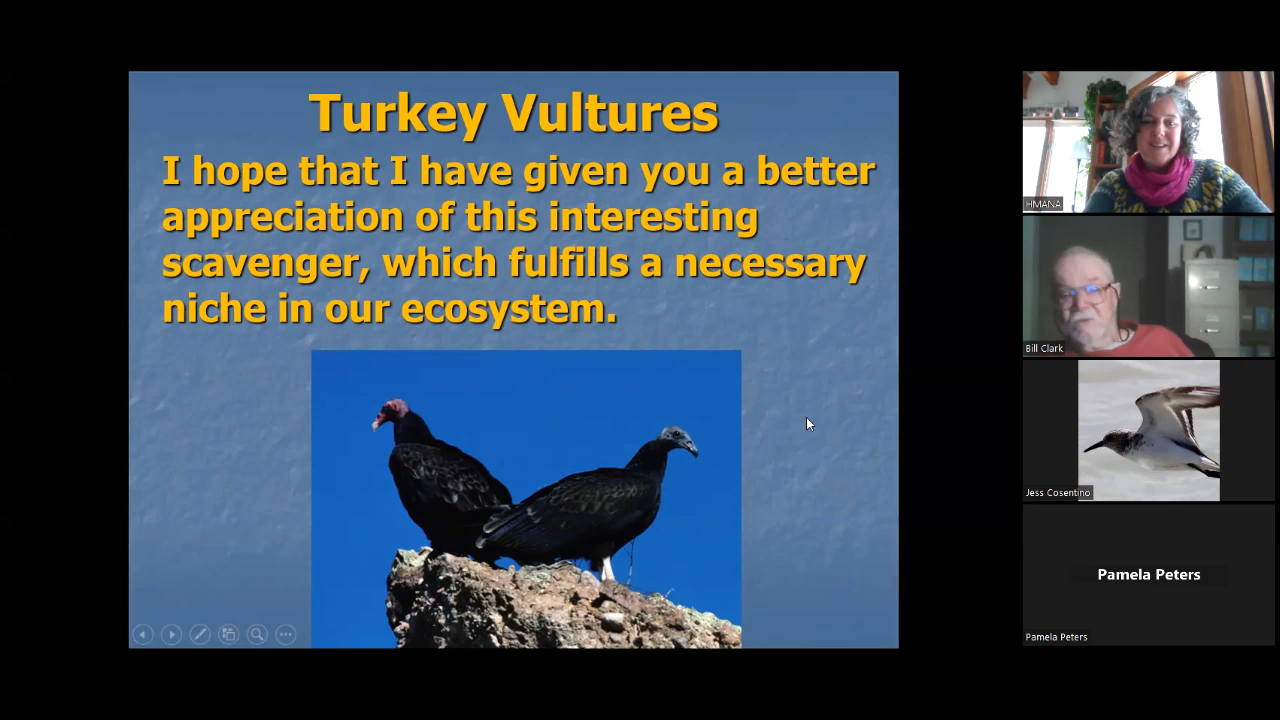 Turkey Vultures
I hope that I have given you a better
appreciation of this interesting
scavenger, which fulfills a necessary
niche in our ecosystem.
HMANA
Bill Clark
Jess Cosentino
Pamela Peters
Pamela Peters